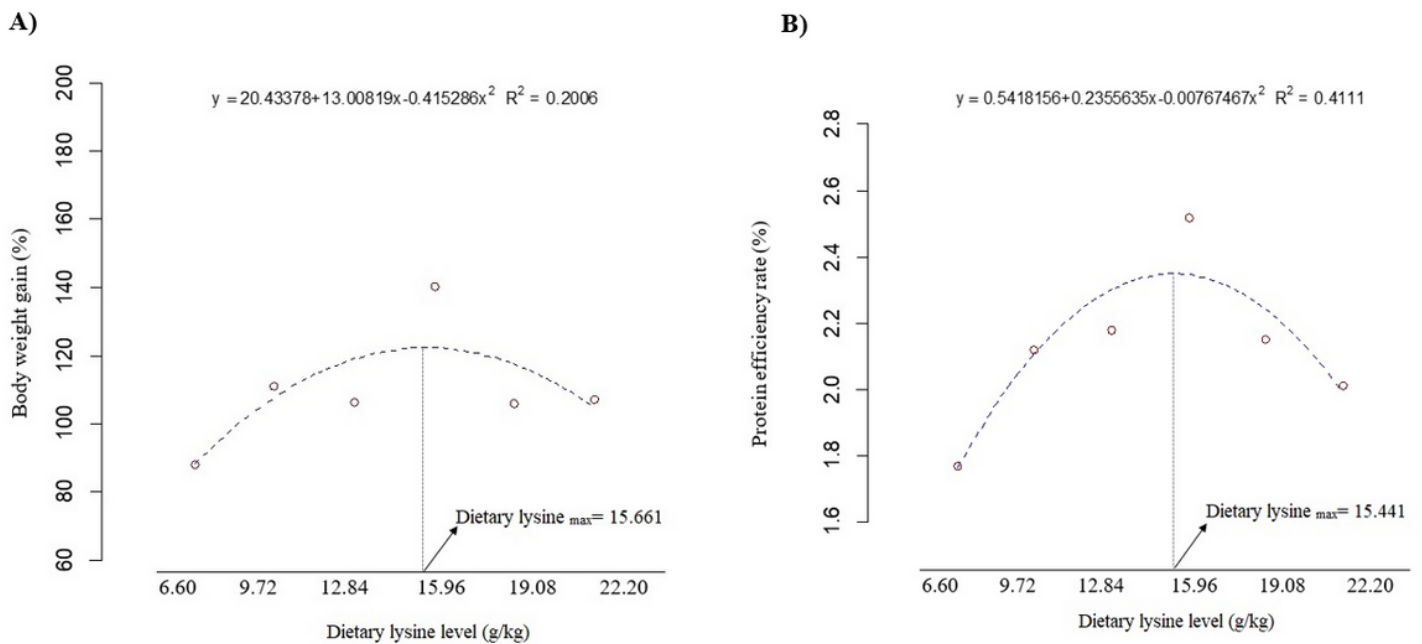 A)
y = 20.43378+13.00819x-0.415286x² R² = 0.2006
Body weight gain (%)
200
180
160
140
120
100
80
60
Dietary lysine max= 15.661
6.60 9.72 12.84 15.96 19.08 22.20
Dietary lysine level (g/kg)
B)
y = 0.5418156+0.2355635x-0.00767467x² R² = 0.4111
Protein efficiency rate (%)
2.8
2.6
2.4
2.2
2.0
1.8
1.6
Dietary lysine max= 15.441
6.60 9.72 12.84 15.96 19.08 22.20
Dietary lysine level (g/kg)